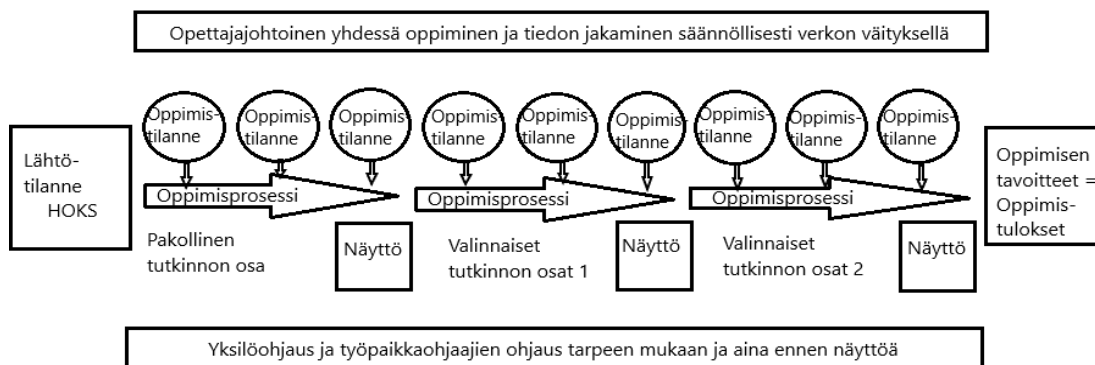 Opettajajohtoinen yhdessä oppiminen ja tiedon jakaminen säännöllisesti verkon väityksellä
Oppimis-
tilanne
Oppimis-
tilanne
Oppimis-
tilanne
Oppimis-
tilanne
Oppimis-
tilanne
Oppimis-
tilanne
Oppimis-
tilanne
Oppimis-
tilanne
Oppimis-
tilanne
Lähtö-
tilanne
HOKS
Oppimisprosessi
Oppimisprosessi
Oppimisprosessi
Oppimisen
tavoitteet =
Oppimis-
tulokset
Pakollinen
tutkinnon osa
Näyttö
Valinnaiset
tutkinnon osat 1
Näyttö
Valinnaiset
tutkinnon osat 2
Näyttö
Yksilöohjaus ja työpaikkaohjaajien ohjaus tarpeen mukaan ja aina ennen näyttöä